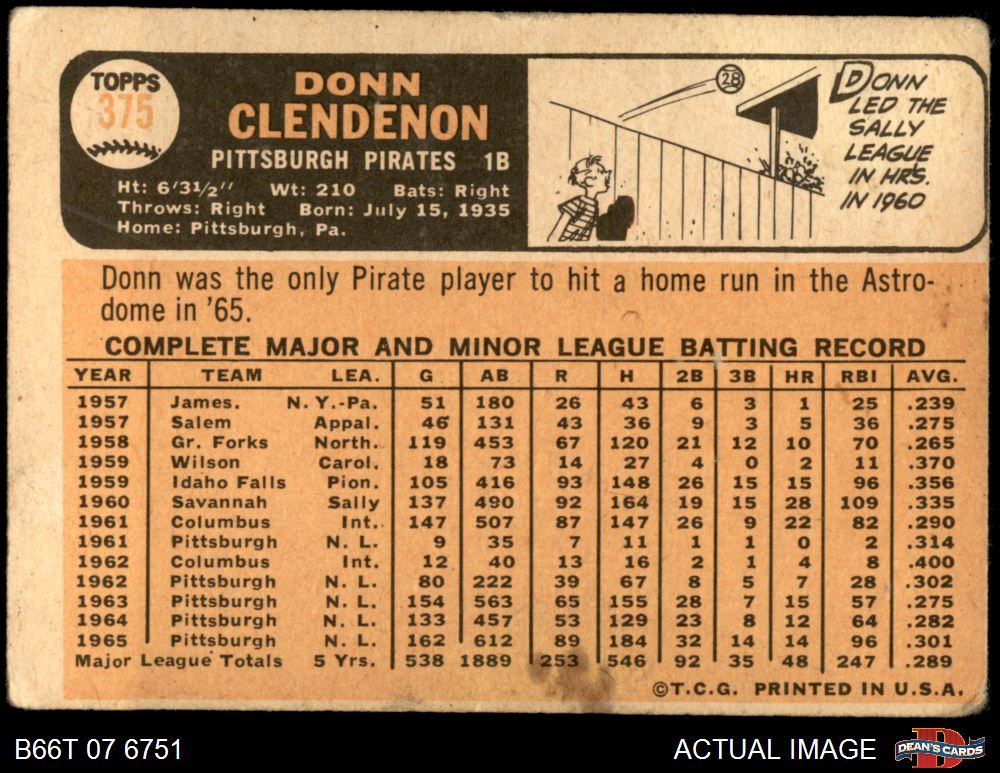 TOPPS
375
DONN
CLENDENON
PITTSBURGH PIRATES 1B
Ht: 6'3½" Wt: 210 Bats: Right
Throws: Right Born: July 15, 1935
Home: Pittsburgh, Pa.
28
DONN
LED THE
SALLY
LEAGUE
IN HRS.
IN 1960
Donn was the only Pirate player to hit a home run in the Astro-
dome in '65.
COMPLETE MAJOR AND MINOR LEAGUE BATTING RECORD
YEAR TEAM LEA. G AB R H 2B 3B HR RBI AVG.
1957 James. N. Y.-Pa. 51 180 26 43 6 3 1 25 .239
1957 Salem Appal. 46 131 43 36 9 3 5 36 .275
1958 Gr. Forks North. 119 453 67 120 21 12 10 70 .265
1959 Wilson Carol. 18 73 14 27 4 0 2 11 .370
1959 Idaho Falls Pion. 105 416 93 148 26 15 15 96 .356
1960 Savannah Sally 137 490 92 164 19 15 28 109 .335
1961 Columbus Int. 147 507 87 147 26 9 22 82 .290
1961 Pittsburgh N. L. 9 35 7 11 1 1 0 2 .314
1962 Columbus Int. 12 40 13 16 2 1 4 8 .400
1962 Pittsburgh N. L. 80 222 39 67 8 5 7 28 .302
1963 Pittsburgh N. L. 154 563 65 155 28 7 15 57 .275
1964 Pittsburgh N. L. 133 457 53 129 23 8 12 64 .282
1965 Pittsburgh N. L. 162 612 89 184 32 14 14 96 .301
Major League Totals 5 Yrs. 538 1889 253 546 92 35 48 247 .289
©T.C.G. PRINTED IN U.S.A.
B66T 07 6751
ACTUAL IMAGE
D
DEAN'S CARDS